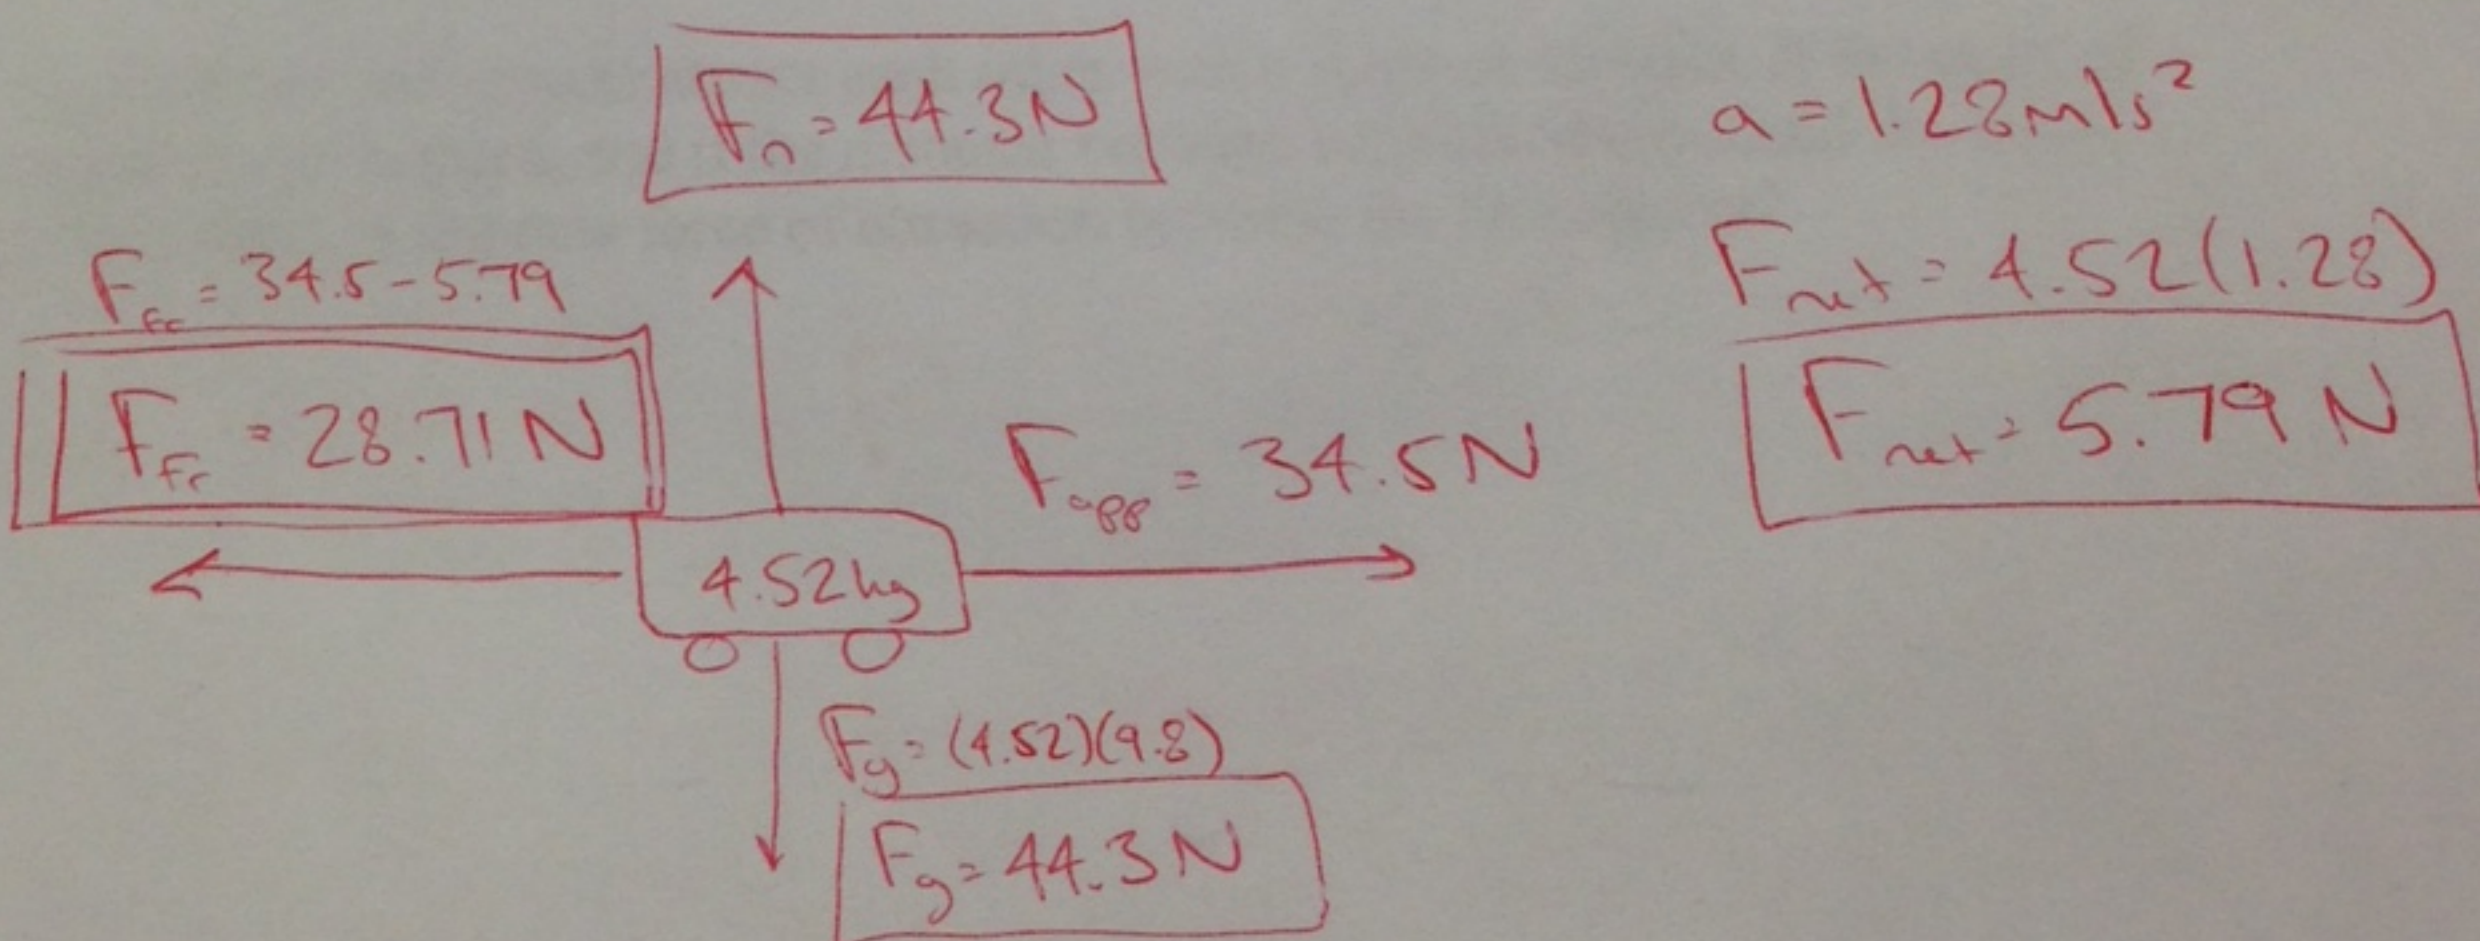 Fn = 44.3N
a = 1.28m/s²
Fnet = 4.52(1.28)
Fnet = 5.79 N
Ffr = 34.5-5.79
Ffr = 28.71 N
Fapp = 34.5N
4.52kg
Fg = (4.52)(9.8)
Fg = 44.3N